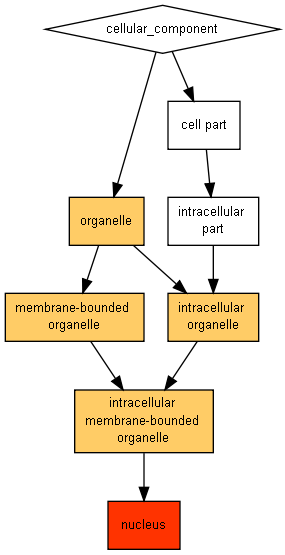 cellular_component
cell part
organelle
intracellular
part
membrane-bounded
organelle
intracellular
organelle
intracellular
membrane-bounded
organelle
nucleus